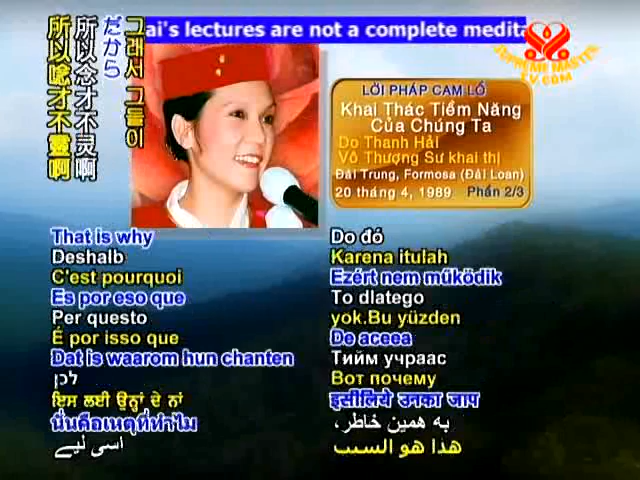 ai's lectures are not a complete medita
SUPREME MASTER
TV.COM
그래서 그들이
だから
所以念才不灵啊
所以唸才不靈啊
LỜI PHÁP CAM LỒ
Khai Thác Tiềm Năng
Của Chúng Ta
Do Thanh Hải
Vô Thượng Sư khai thị
Đài Trung, Formosa (Đài Loan)
20 tháng 4, 1989 Phần 2/3
That is why
Deshalb
C'est pourquoi
Es por eso que
Per questo
É por isso que
Dat is waarom hun chanten
לכן
ਇਸ ਲਈ ਉਨ੍ਹਾਂ ਦੇ ਨਾਂ
นั่นคือเหตุที่ทำไม
اسی لیے
Do đó
Karena itulah
Ezért nem működik
To dlatego
yok.Bu yüzden
De aceea
Тийм учраас
Вот почему
इसीलिये उनका जाप
به همین خاطر،
هذا هو السبب